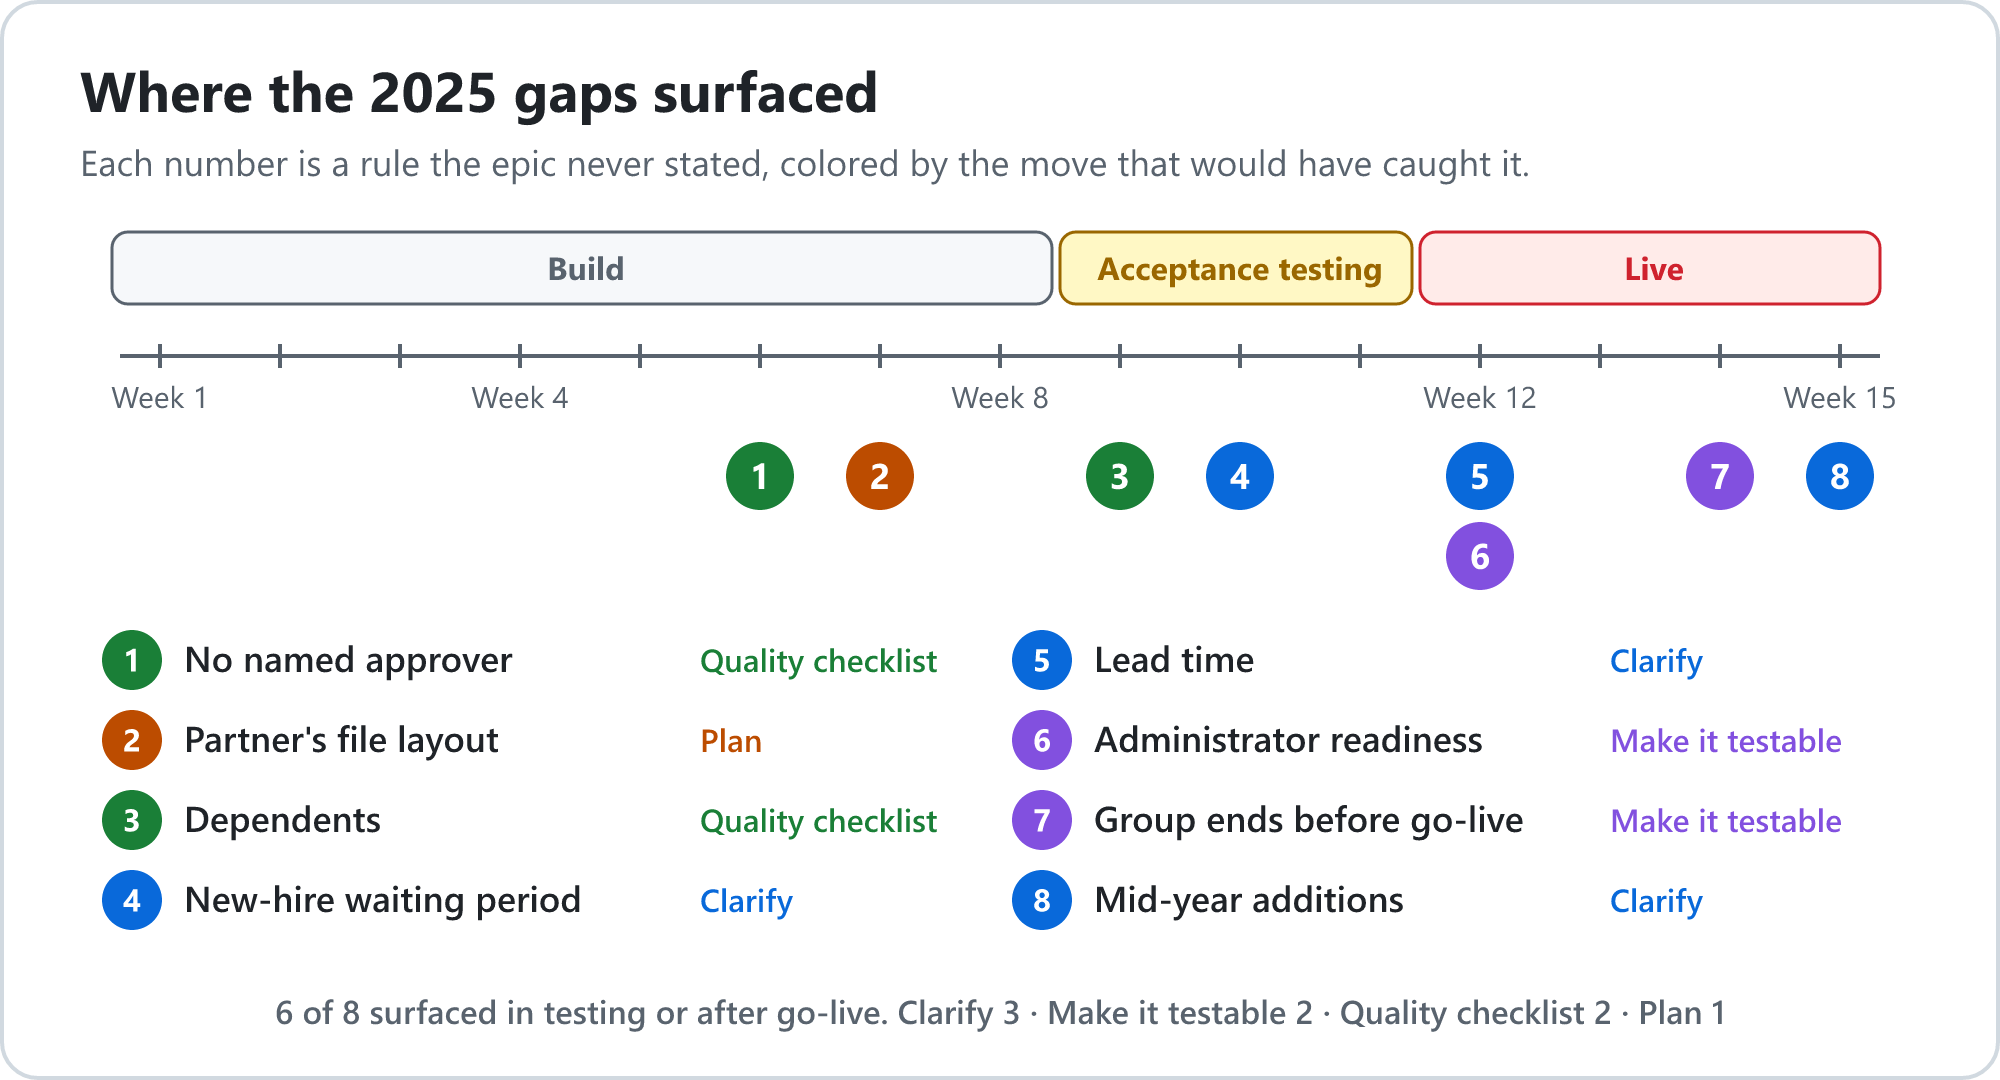 Where the 2025 gaps surfaced
Each number is a rule the epic never stated, colored by the move that would have caught it.
Build
Acceptance testing
Live
Week 1
Week 4
Week 8
Week 12
Week 15
1
2
3
4
5
7
8
6
1 No named approver Quality checklist
2 Partner's file layout Plan
3 Dependents Quality checklist
4 New-hire waiting period Clarify
5 Lead time Clarify
6 Administrator readiness Make it testable
7 Group ends before go-live Make it testable
8 Mid-year additions Clarify
6 of 8 surfaced in testing or after go-live. Clarify 3 · Make it testable 2 · Quality checklist 2 · Plan 1